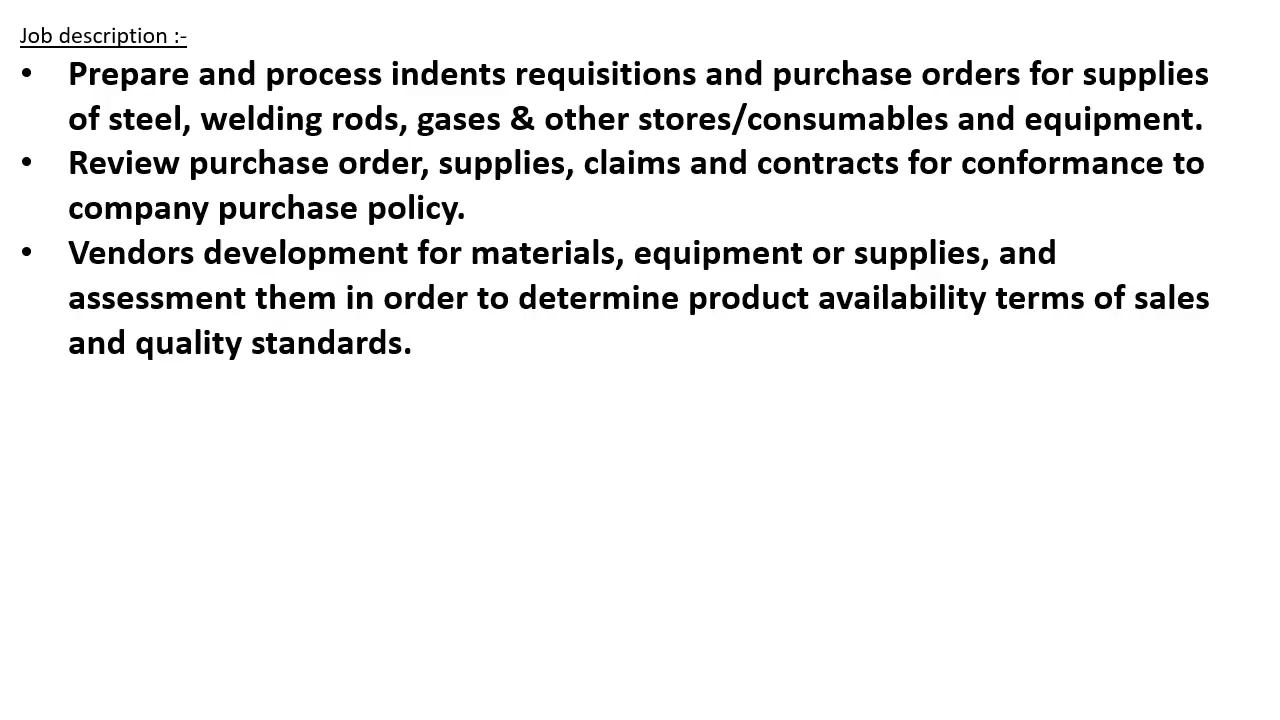 Job description :-
• Prepare and process indents requisitions and purchase orders for supplies
of steel, welding rods, gases & other stores/consumables and equipment.
• Review purchase order, supplies, claims and contracts for conformance to
company purchase policy.
• Vendors development for materials, equipment or supplies, and
assessment them in order to determine product availability terms of sales
and quality standards.